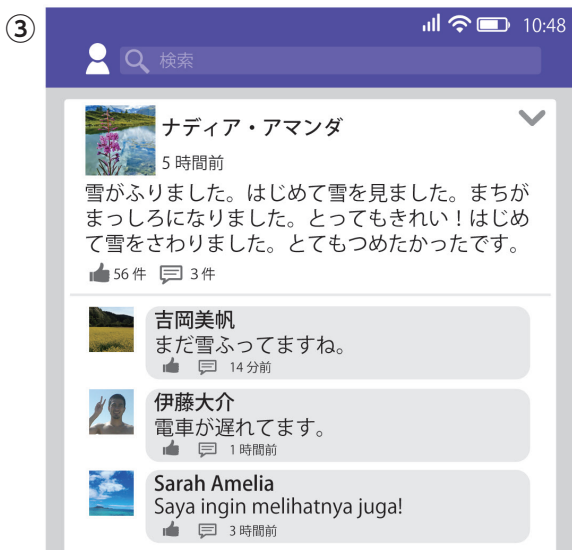 ③
10:48
検索
ナディア・アマンダ
5 時間前
雪がふりました。はじめて雪を見ました。まちが
まっしろになりました。とってもきれい！はじめ
て雪をさわりました。とてもつめたかったです。
56 件 3 件
吉岡美帆
まだ雪ふってますね。
14 分前
伊藤大介
電車が遅れてます。
1 時間前
Sarah Amelia
Saya ingin melihatnya juga!
3 時間前